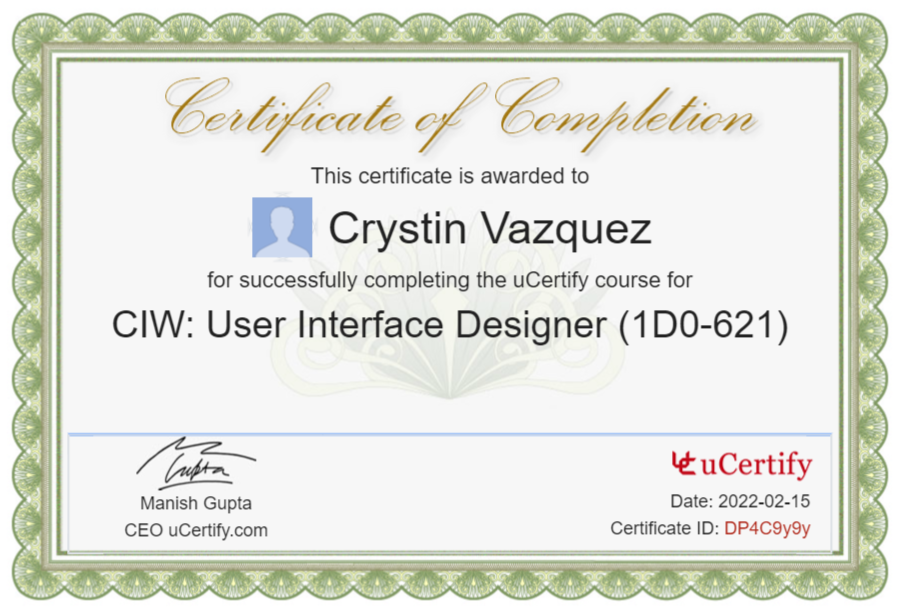 Certificate of Completion
This certificate is awarded to
Crystin Vazquez
for successfully completing the uCertify course for
CIW: User Interface Designer (1D0-621)
Gupta
Manish Gupta
CEO uCertify.com
uCertify
Date: 2022-02-15
Certificate ID: DP4C9y9y